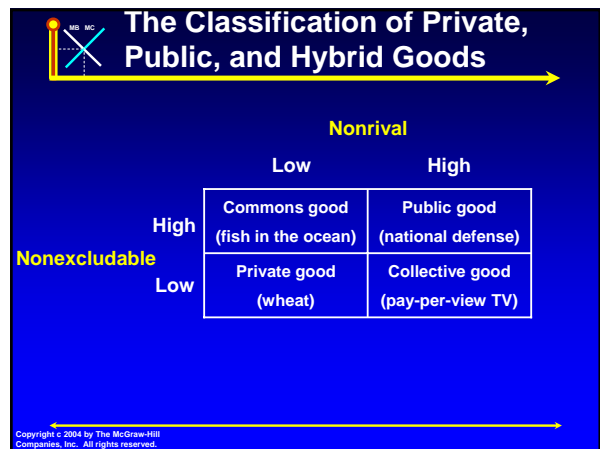 MB MC
The Classification of Private,
Public, and Hybrid Goods
Nonrival
Low High
High
Commons good Public good
(fish in the ocean) (national defense)
Nonexcludable
Low
Private good Collective good
(wheat) (pay-per-view TV)
Copyright c 2004 by The McGraw-Hill
Companies, Inc. All rights reserved.